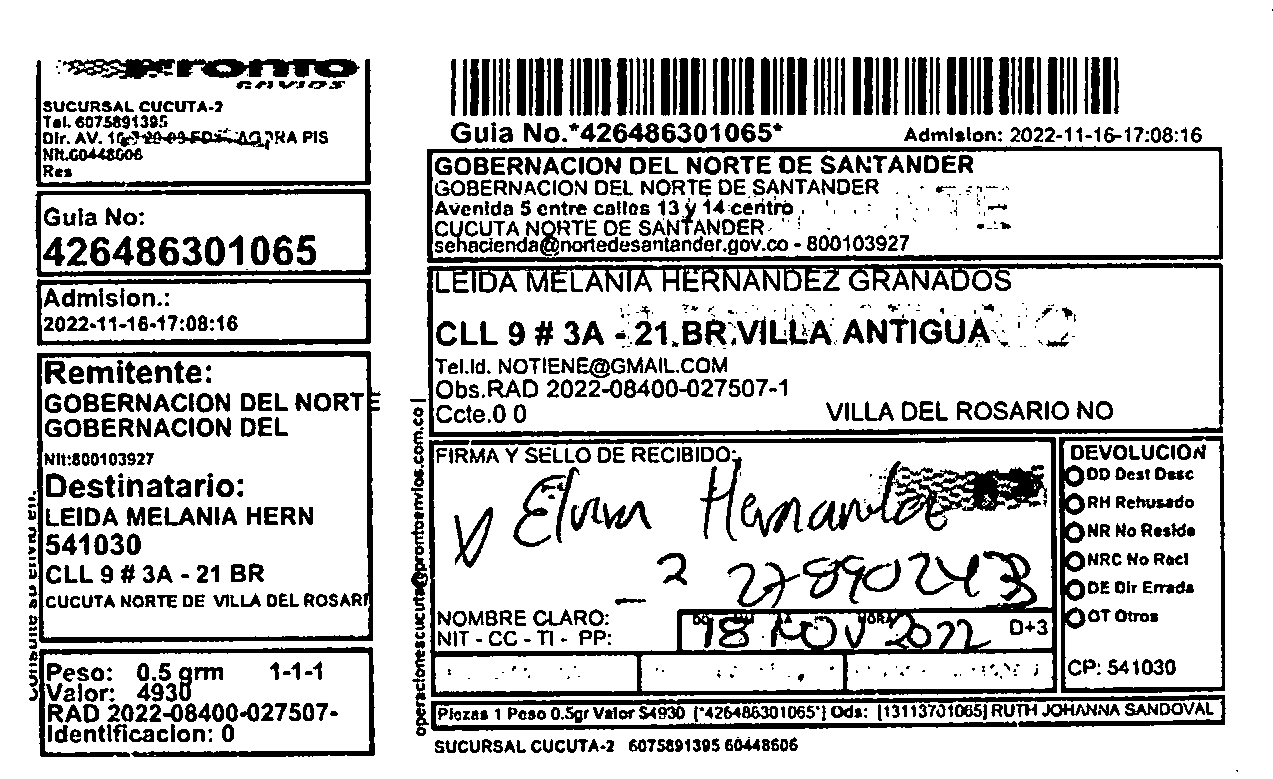 Pronto
ENVIOS
SUCURSAL CUCUTA-2
Tel. 6075891395
Dir. AV. PIS
Nit.60448606
Res
Guia No:
426486301065
Admision.:
2022-11-16-17:08:16
Remitente:
GOBERNACION DEL NORTE
GOBERNACION DEL
Nit:800103927
Destinatario:
LEIDA MELANIA HERN
541030
CLL 9 # 3A - 21 BR
CUCUTA NORTE DE VILLA DEL ROSARI
Peso: 0.5 grm 1-1-1
Valor: 4930
RAD 2022-08400-027507-
Identificacion: 0
Guia No.*426486301065*
Admision: 2022-11-16-17:08:16
GOBERNACION DEL NORTE DE SANTANDER
GOBERNACION DEL NORTE DE SANTANDER
Avenida 5 entre calles 13 y 14 centro
CUCUTA NORTE DE SANTANDER
sehacienda@nortedesantander.gov.co - 800103927
LEIDA MELANIA HERNANDEZ GRANADOS
CLL 9 # 3A - 21 BR VILLA ANTIGUA
Tel.Id. NOTIENE@GMAIL.COM
Obs.RAD 2022-08400-027507-1
Ccte.0 0 VILLA DEL ROSARIO NO
operacionescucuta@prontoenvios.com.co |
FIRMA Y SELLO DE RECIBIDO:
Hernandez
27890243
NOMBRE CLARO:
NIT - CC - TI - PP:
HORA
18 NOV 2022 D+3
DEVOLUCION
DD Dest Desc
RH Rehusado
NR No Reside
NRC No Recl
DE Dir Errada
OT Otros
CP: 541030
Piezas 1 Peso 0.5gr Valor $4930 [*426486301065*] Ods: [13113701065] RUTH JOHANNA SANDOVAL
SUCURSAL CUCUTA-2 6075891395 60448606